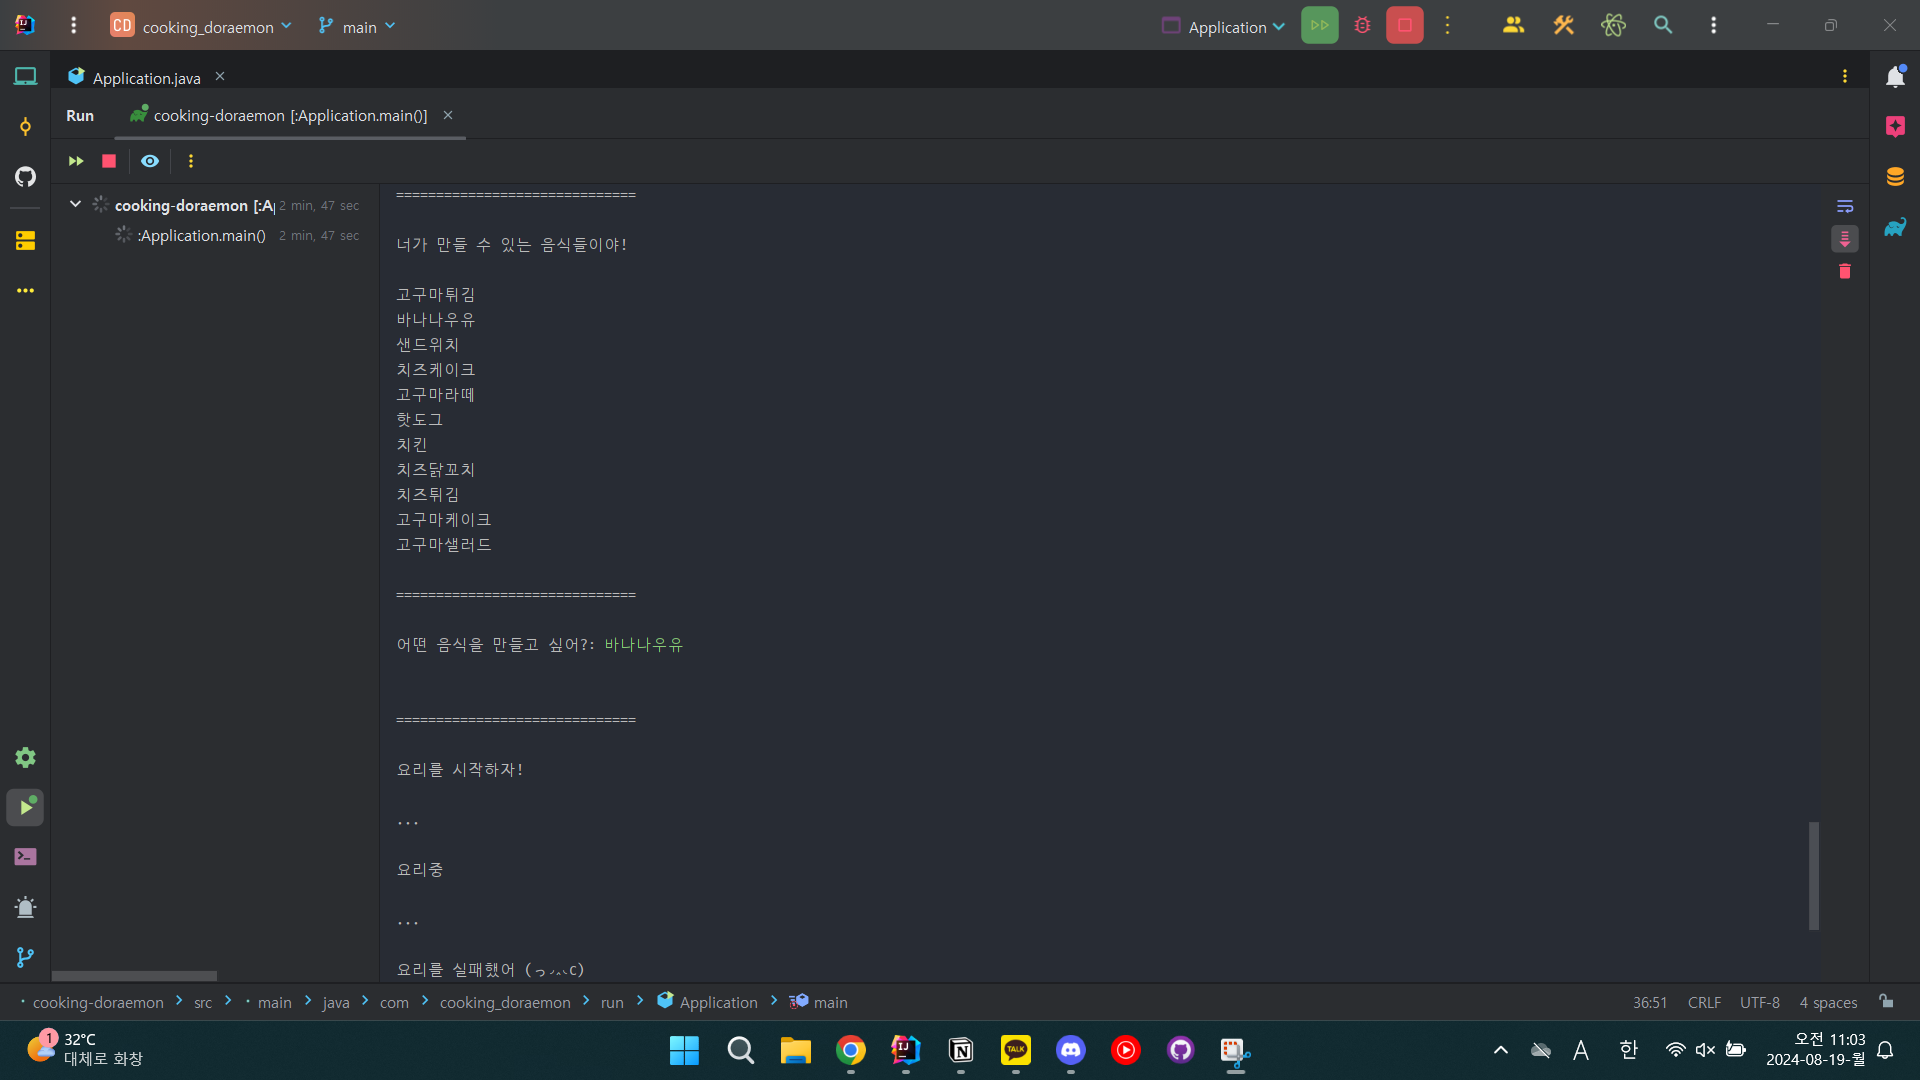 CD cooking_doraemon main Application
Application.java
Run cooking-doraemon [:Application.main()]
cooking-doraemon [:A 2 min, 47 sec
:Application.main() 2 min, 47 sec
==============================
너가 만들 수 있는 음식들이야!
고구마튀김
바나나우유
샌드위치
치즈케이크
고구마라떼
핫도그
치킨
치즈닭꼬치
치즈튀김
고구마케이크
고구마샐러드
==============================
어떤 음식을 만들고 싶어?: 바나나우유
==============================
요리를 시작하자!
...
요리중
...
요리를 실패했어 (っ◞‸◟c)
cooking-doraemon > src > main > java > com > cooking_doraemon > run > Application > main 36:51 CRLF UTF-8 4 spaces
1 32°C
대체로 화창
TALK
A 한
오전 11:03
2024-08-19-월